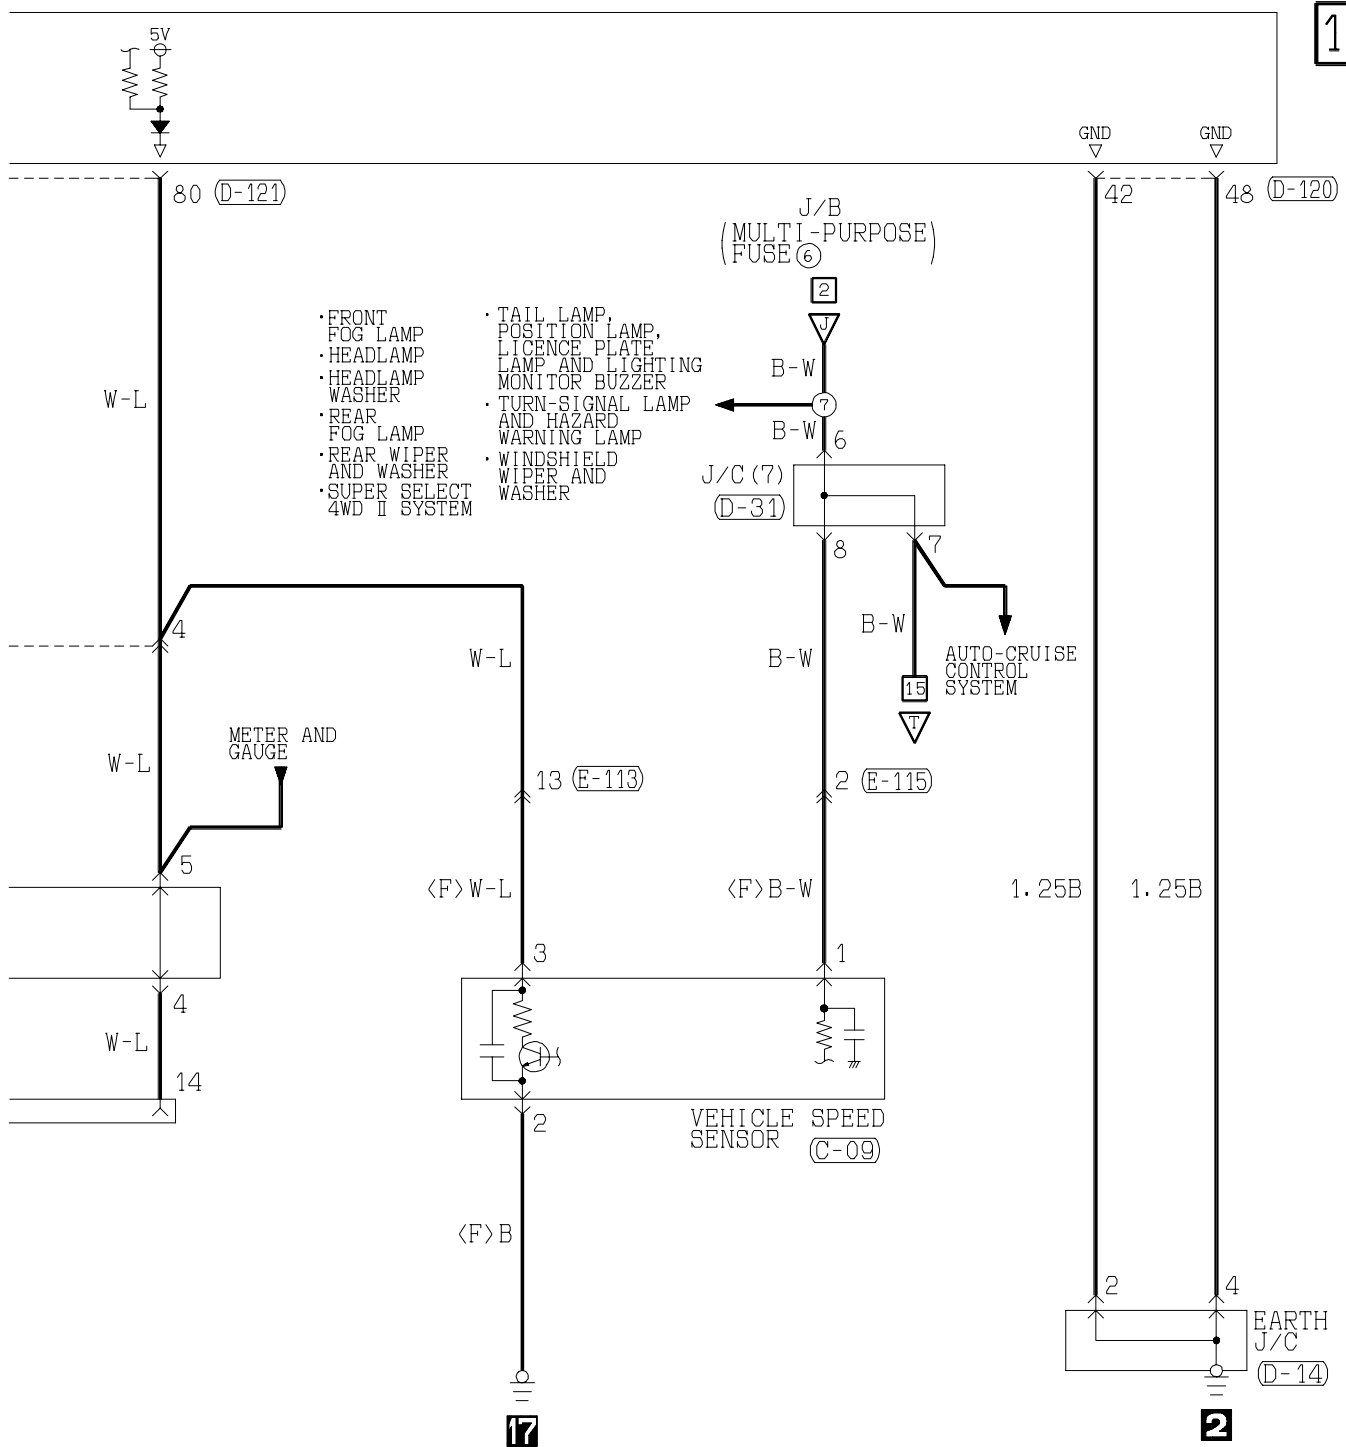 1
5V
GND
GND
80 (D-121)
42
48 (D-120)
J/B
(MULTI-PURPOSE)
FUSE ⑥
2
J
· FRONT
FOG LAMP
· HEADLAMP
· HEADLAMP
WASHER
· REAR
FOG LAMP
· REAR WIPER
AND WASHER
· SUPER SELECT
4WD Ⅱ SYSTEM
· TAIL LAMP,
POSITION LAMP,
LICENCE PLATE
LAMP AND LIGHTING
MONITOR BUZZER
· TURN-SIGNAL LAMP
AND HAZARD
WARNING LAMP
· WINDSHIELD
WIPER AND
WASHER
B-W
7
B-W
6
W-L
J/C (7)
(D-31)
8
7
4
B-W
W-L
B-W
AUTO-CRUISE
CONTROL
SYSTEM
15
T
METER AND
GAUGE
W-L
13 (E-113)
2 (E-115)
5
<F>W-L
<F>B-W
1.25B
1.25B
3
1
4
W-L
14
2
VEHICLE SPEED
SENSOR
(C-09)
<F>B
2
4
EARTH
J/C
(D-14)
17
2